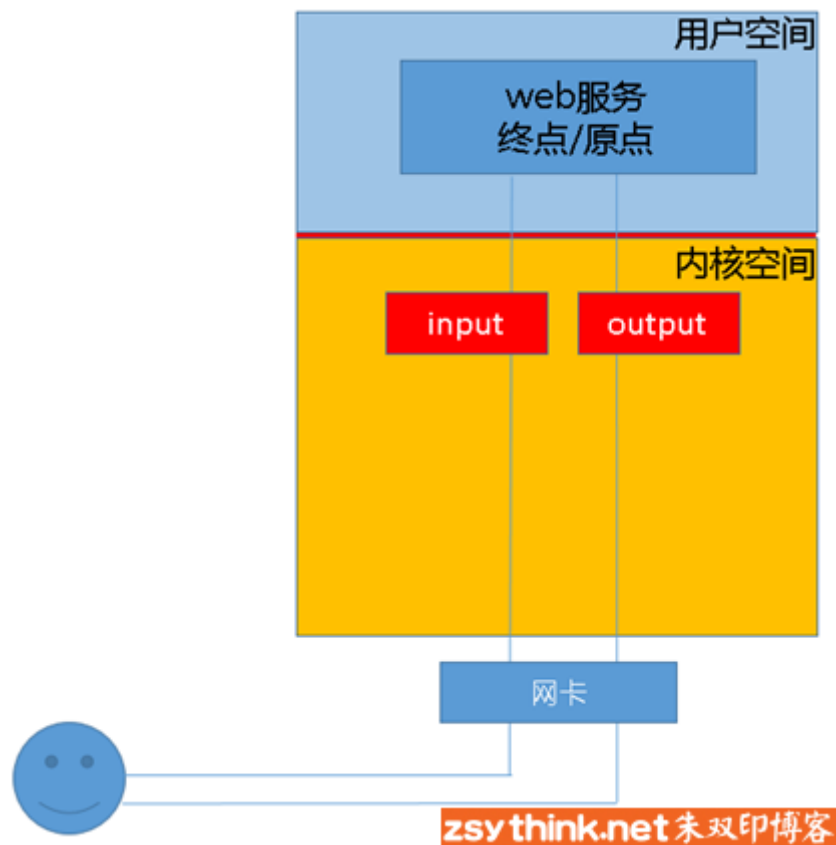 用户空间
web服务
终点/原点
内核空间
input
output
网卡
zsythink.net朱双印博客